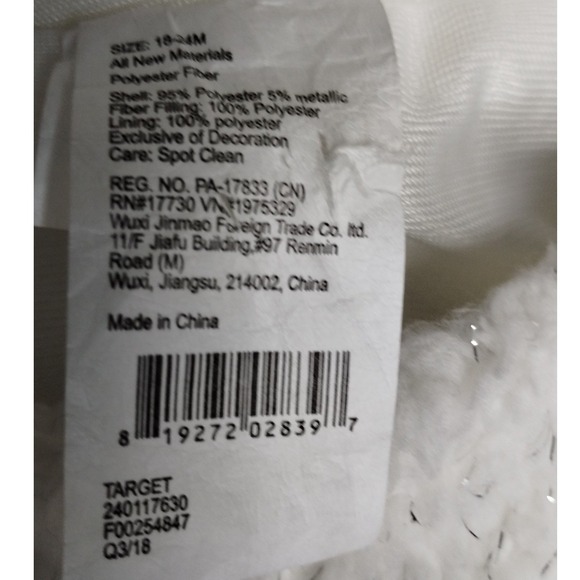 SIZE: 18-24M
All New Materials
Polyester Fiber
Shell: 95% Polyester 5% metallic
Fiber Filling: 100% Polyester
Lining: 100% polyester
Exclusive of Decoration
Care: Spot Clean
REG. NO. PA-17833 (CN)
RN#17730 VN#1975329
Wuxi Jinmao Foreign Trade Co. ltd.
11/F Jiafu Building,#97 Renmin
Road (M)
Wuxi, Jiangsu, 214002, China
Made in China
8 19272 02839 7
TARGET
240117630
F00254847
Q3/18